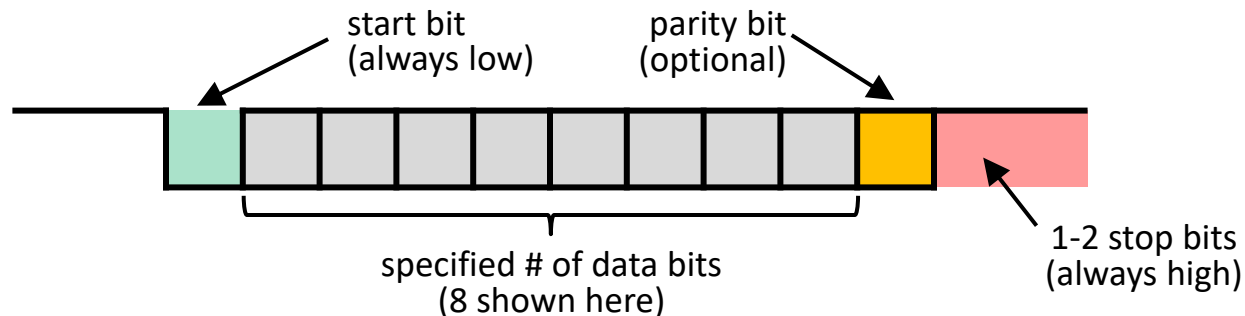 start bit
(always low)
parity bit
(optional)
specified # of data bits
(8 shown here)
1-2 stop bits
(always high)